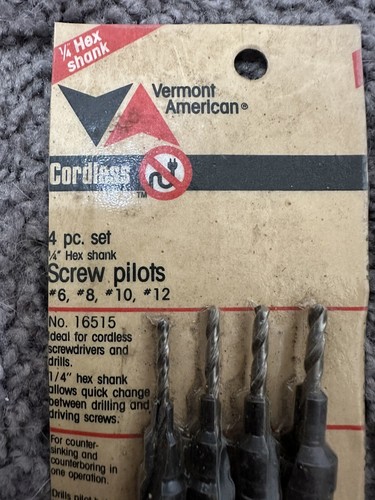 1/4 Hex
shank
Vermont
American®
Cordless
TM
4 pc. set
1/4" Hex shank
Screw pilots
#6, #8, #10, #12
No. 16515
Ideal for cordless
screwdrivers and
drills.
1/4" hex shank
allows quick change
between drilling and
driving screws.
For counter-
sinking and
counterboring in
one operation.
Drills pilot